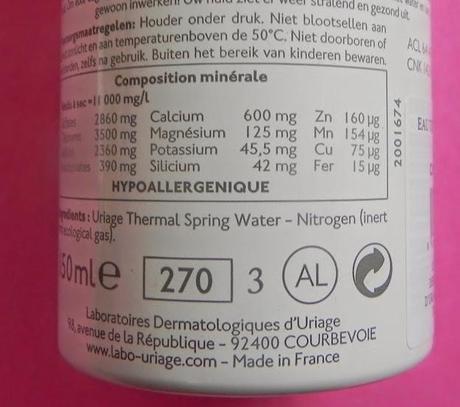 gewoon inwerken! Uw huid ziet er weer stralend en gezond uit.
Houder onder druk. Niet blootsellen aan
en aan temperaturenboven de 50°C. Niet doorboren of
zelfs na gebruik. Buiten het bereik van kinderen bewaren.
Composition minérale
à sec =11 000 mg/l
2860 mg Calcium 600 mg Zn 160 µg
3500 mg Magnésium 125 mg Mn 154 µg
2360 mg Potassium 45,5 mg Cu 75 µg
390 mg Silicium 42 mg Fer 15 µg
HYPOALLERGENIQUE
2001674
Uriage Thermal Spring Water - Nitrogen (inert
gas).
50ml e 270 3 AL
Laboratoires Dermatologiques d'Uriage
98, avenue de la République - 92400 COURBEVOIE
www.labo-uriage.com - Made in France
ACL
CNK